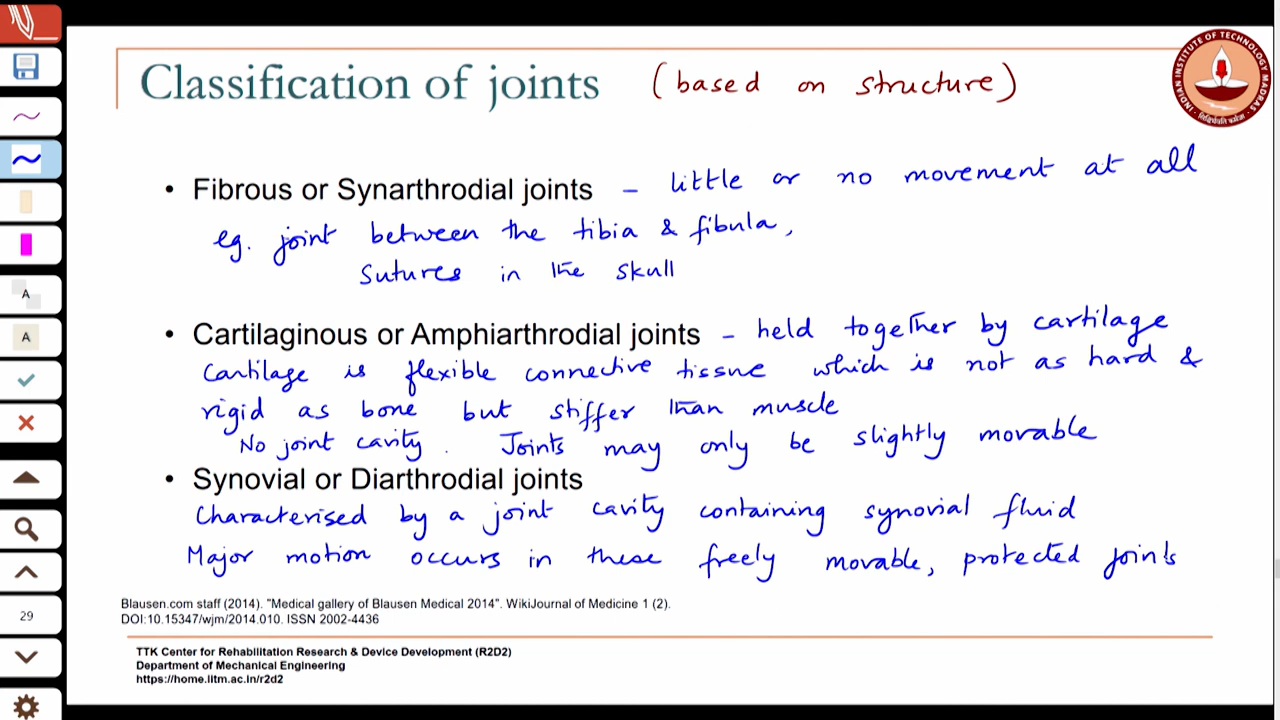 Classification of joints (based on structure)
INDIAN INSTITUTE OF TECHNOLOGY MADRAS
• Fibrous or Synarthrodial joints – little or no movement at all
eg. joint between the tibia & fibula,
Sutures in the skull
• Cartilaginous or Amphiarthrodial joints – held together by cartilage
Cartilage is flexible connective tissue which is not as hard &
rigid as bone but stiffer than muscle
No joint cavity. Joints may only be slightly movable
• Synovial or Diarthrodial joints
Characterised by a joint cavity containing synovial fluid
Major motion occurs in these freely movable, protected joints
Blausen.com staff (2014). "Medical gallery of Blausen Medical 2014". WikiJournal of Medicine 1 (2).
DOI:10.15347/wjm/2014.010. ISSN 2002-4436
TTK Center for Rehabilitation Research & Device Development (R2D2)
Department of Mechanical Engineering
https://home.iitm.ac.in/r2d2
A
A
29